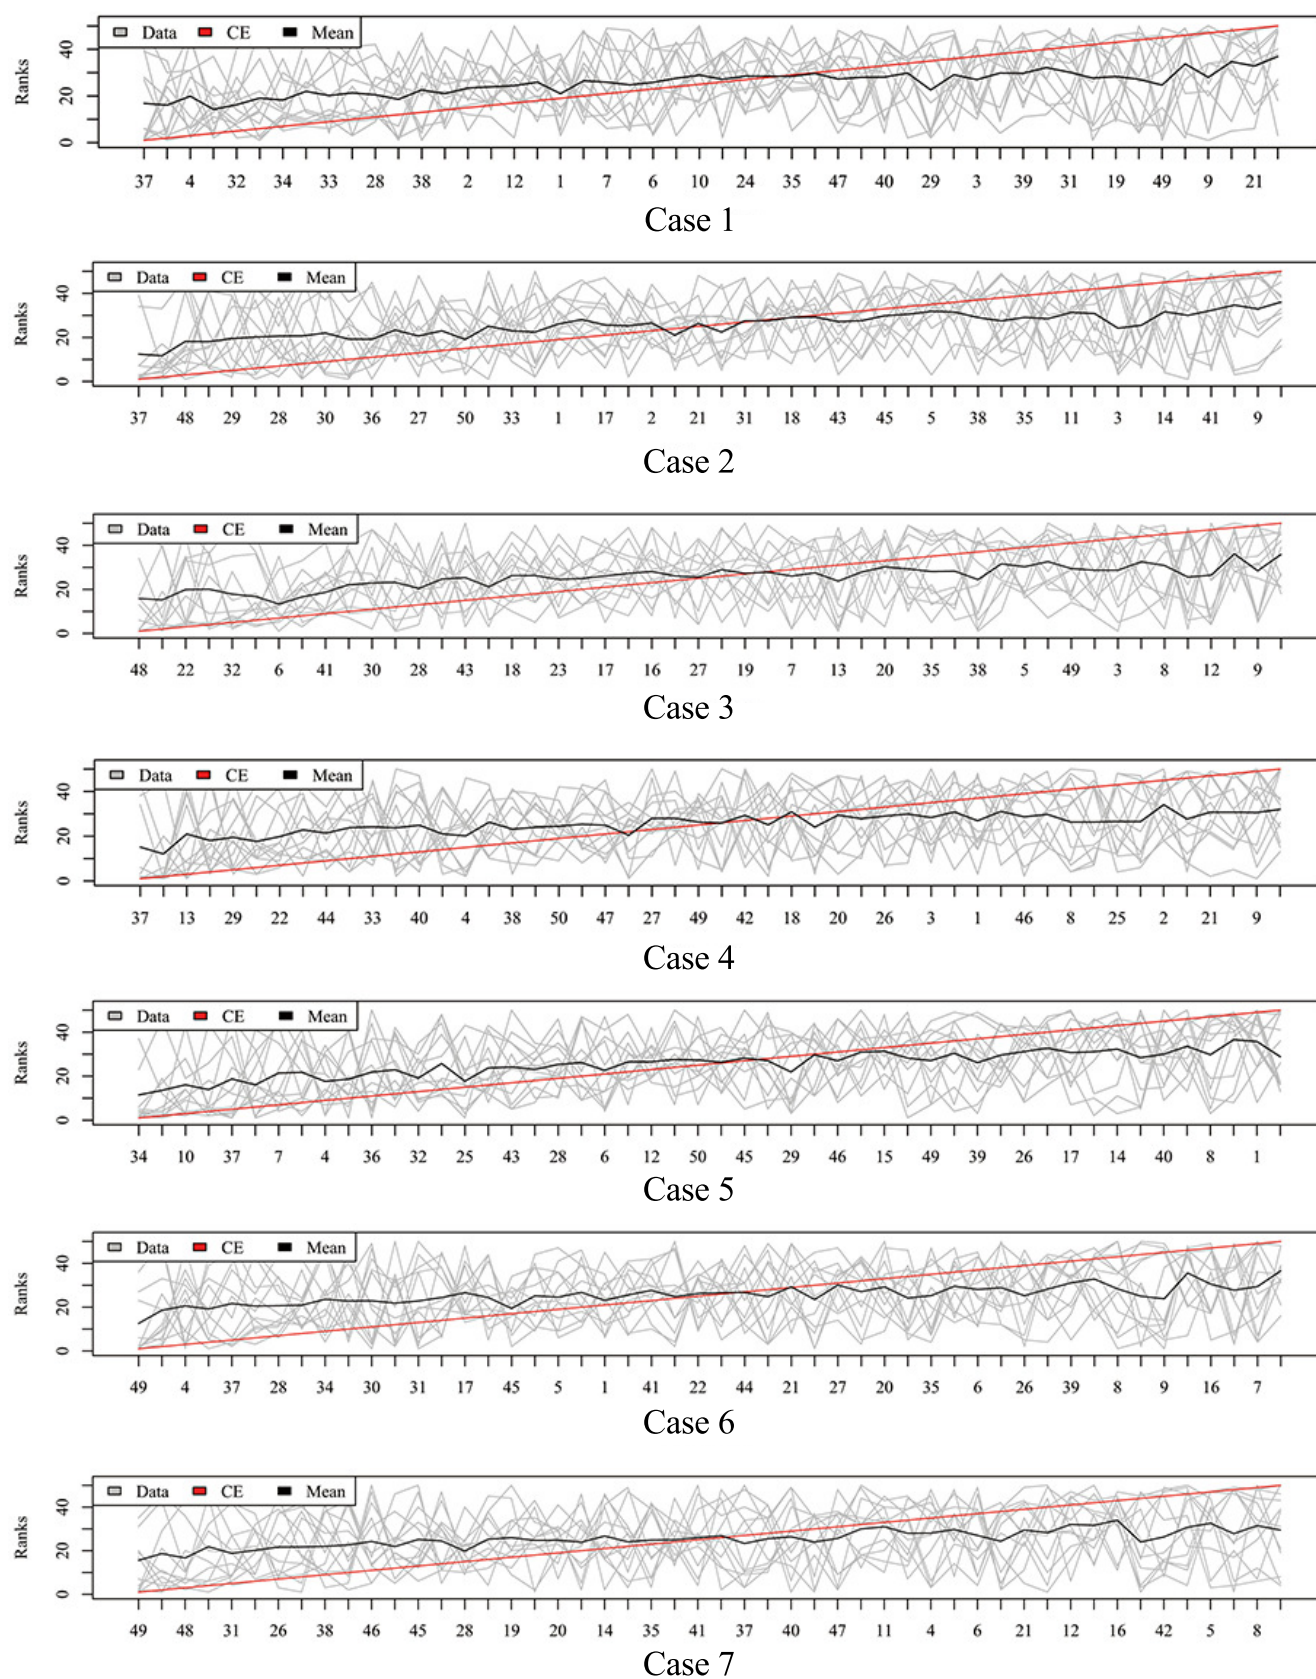 Data CE Mean
Ranks
40
20
0
37 4 32 34 33 28 38 2 12 1 7 6 10 24 35 47 40 29 3 39 31 19 49 9 21
Case 1
Data CE Mean
Ranks
40
20
0
37 48 29 28 30 36 27 50 33 1 17 2 21 31 18 43 45 5 38 35 11 3 14 41 9
Case 2
Data CE Mean
Ranks
40
20
0
48 22 32 6 41 30 28 43 18 23 17 16 27 19 7 13 20 35 38 5 49 3 8 12 9
Case 3
Data CE Mean
Ranks
40
20
0
37 13 29 22 44 33 40 4 38 50 47 27 49 42 18 20 26 3 1 46 8 25 2 21 9
Case 4
Data CE Mean
Ranks
40
20
0
34 10 37 7 4 36 32 25 43 28 6 12 50 45 29 46 15 49 39 26 17 14 40 8 1
Case 5
Data CE Mean
Ranks
40
20
0
49 4 37 28 34 30 31 17 45 5 1 41 22 44 21 27 20 35 6 26 39 8 9 16 7
Case 6
Data CE Mean
Ranks
40
20
0
49 48 31 26 38 46 45 28 19 20 14 35 41 37 40 47 11 4 6 21 12 16 42 5 8
Case 7